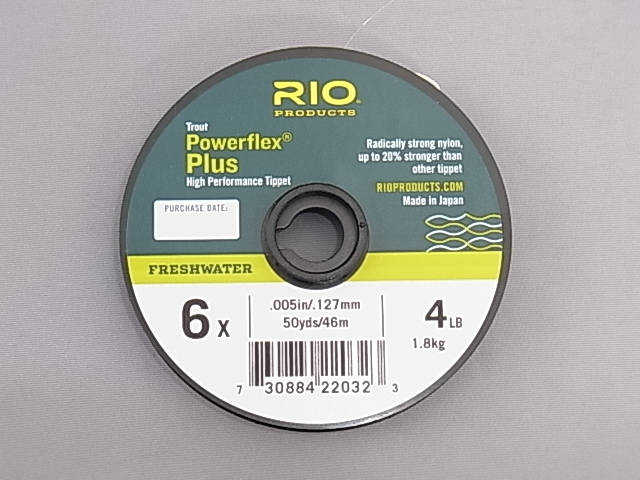 RIO
PRODUCTS
Trout
Powerflex®
Plus
High Performance Tippet
Radically strong nylon,
up to 20% stronger than
other tippet
RIOPRODUCTS.COM
Made in Japan
PURCHASE DATE:
FRESHWATER
6 X
.005in/.127mm
50yds/46m
4 LB
1.8kg
7 30884 22032 3